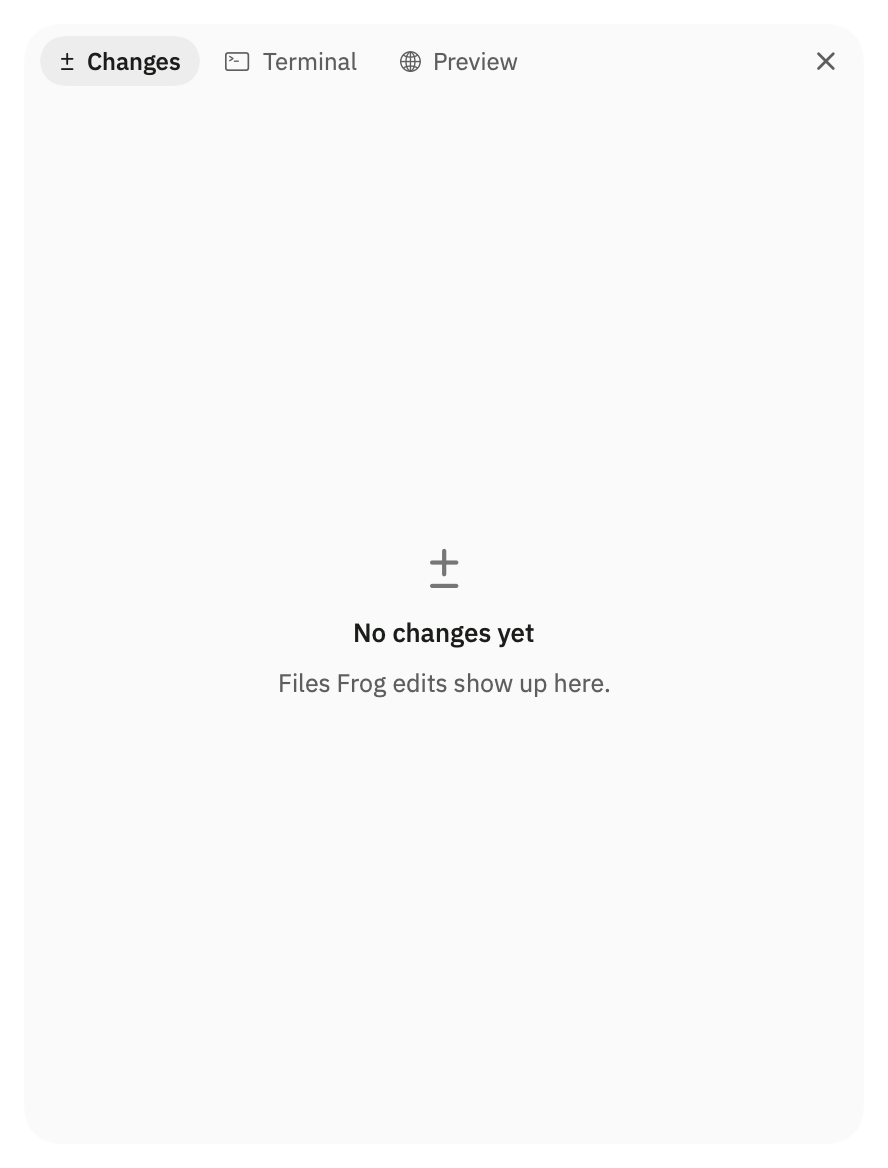 ± Changes
Terminal
Preview
No changes yet
Files Frog edits show up here.